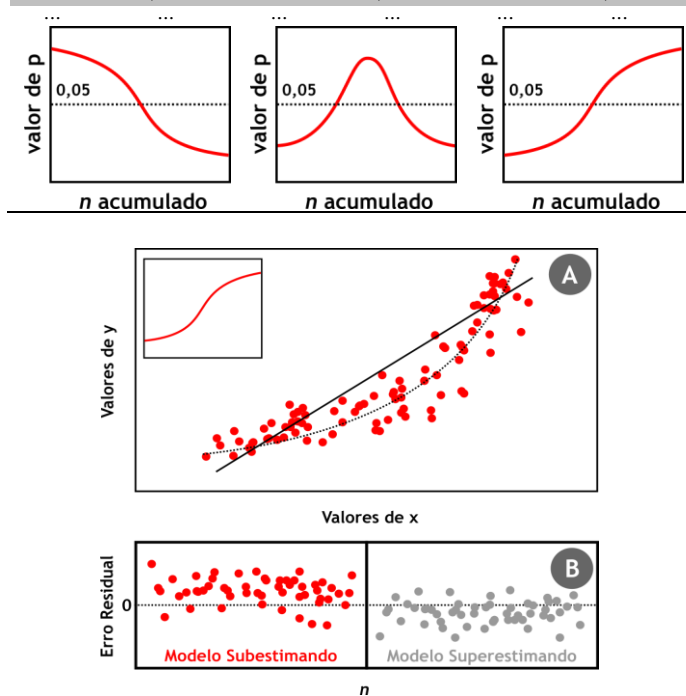 ... ... ... ... ... ...
valor de p 0,05 n acumulado
valor de p 0,05 n acumulado
valor de p 0,05 n acumulado
A
Valores de y
Valores de x
B
Erro Residual
0
Modelo Subestimando
Modelo Superestimando
n